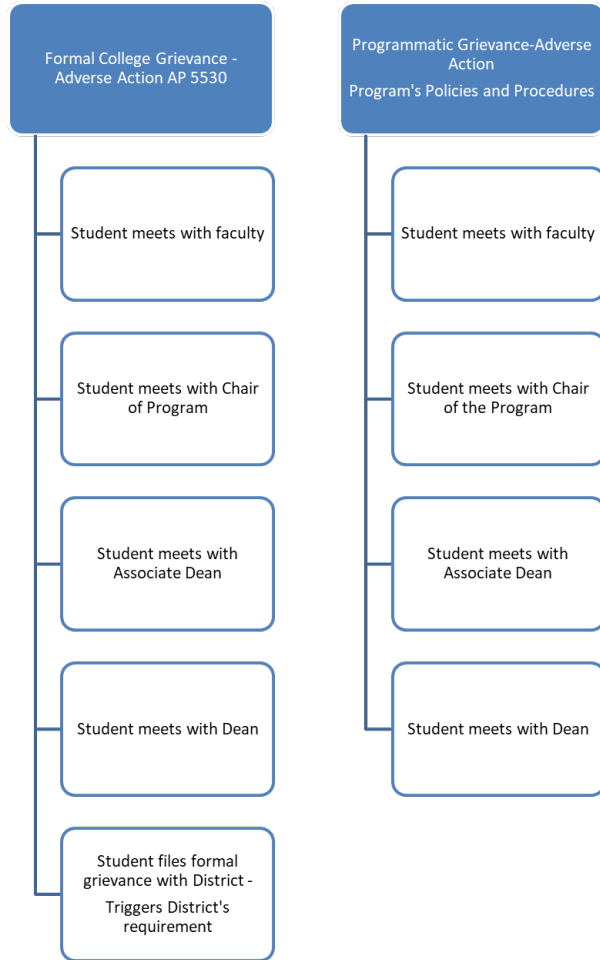 Formal College Grievance -
Adverse Action AP 5530
Student meets with faculty
Student meets with Chair
of Program
Student meets with
Associate Dean
Student meets with Dean
Student files formal
grievance with District -
Triggers District's
requirement
Programmatic Grievance-Adverse
Action
Program's Policies and Procedures
Student meets with faculty
Student meets with Chair
of the Program
Student meets with
Associate Dean
Student meets with Dean